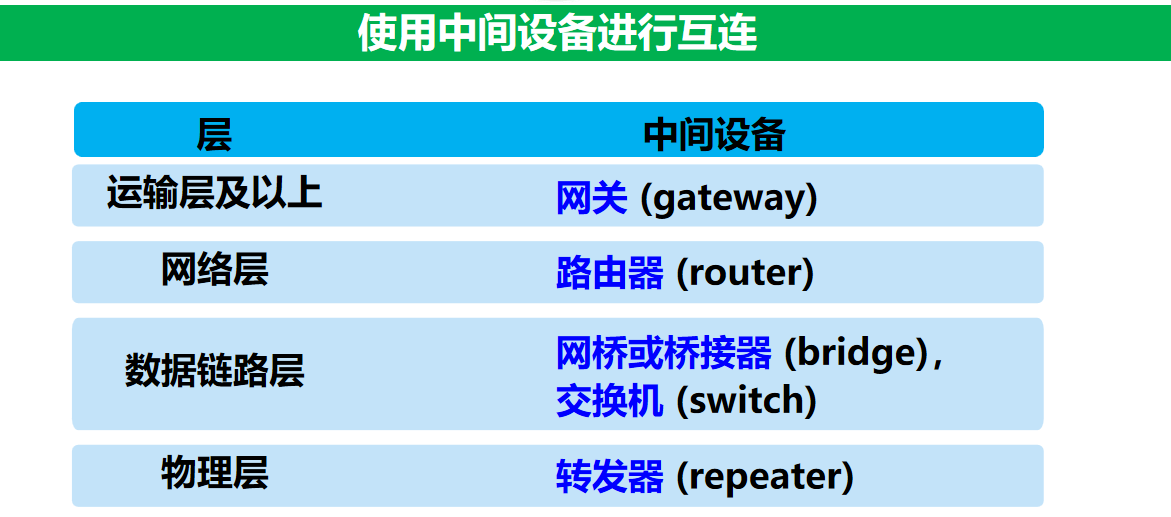 使用中间设备进行互连
层 中间设备
运输层及以上 网关 (gateway)
网络层 路由器 (router)
数据链路层 网桥或桥接器 (bridge)，
交换机 (switch)
物理层 转发器 (repeater)